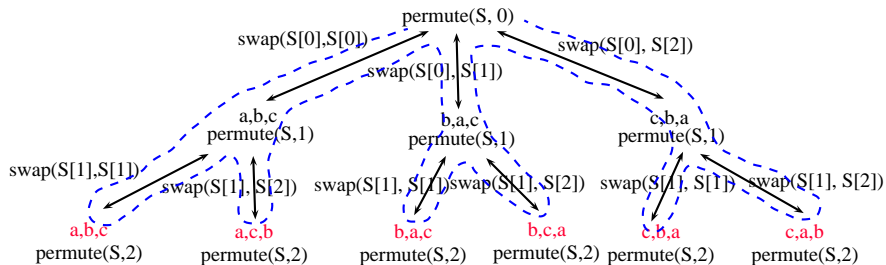 permute(S, 0)
swap(S[0],S[0])
swap(S[0], S[2])
swap(S[0], S[1])
a,b,c
permute(S,1)
b,a,c
permute(S,1)
c,b,a
permute(S,1)
swap(S[1],S[1])
swap(S[1], S[2])
swap(S[1], S[1])
swap(S[1], S[2])
swap(S[1], S[1])
swap(S[1], S[2])
a,b,c
a,c,b
b,a,c
b,c,a
c,b,a
c,a,b
permute(S,2)
permute(S,2)
permute(S,2)
permute(S,2)
permute(S,2)
permute(S,2)